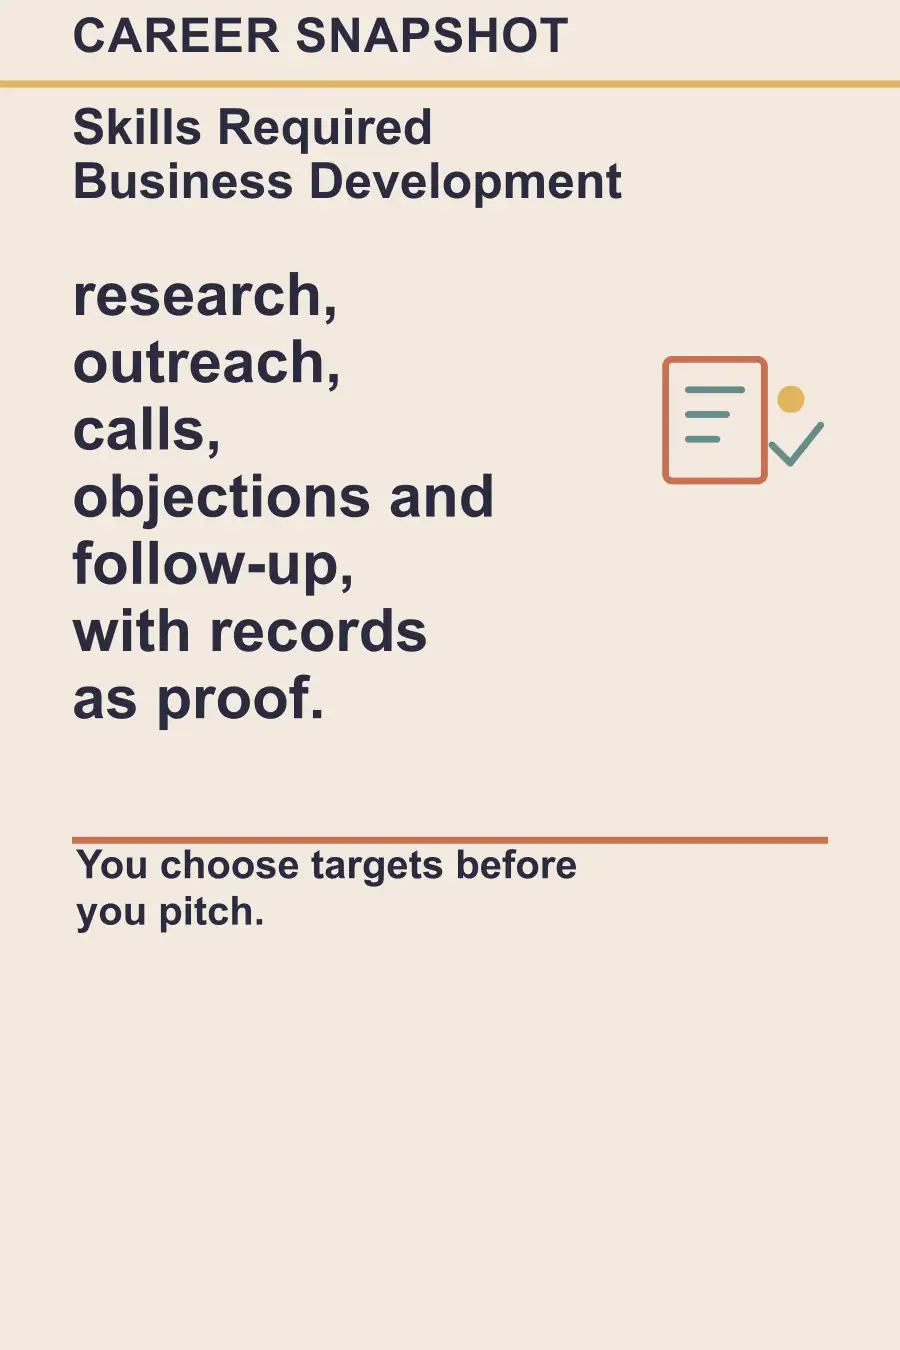 CAREER SNAPSHOT
Skills Required
Business Development
research,
outreach,
calls,
objections and
follow-up,
with records
as proof.
You choose targets before
you pitch.